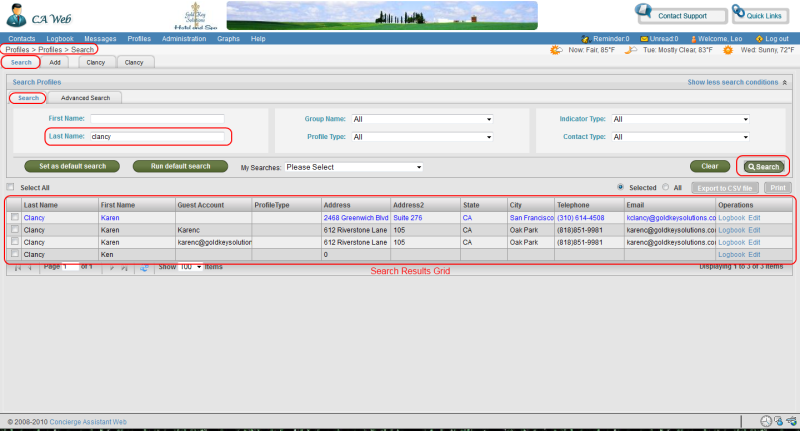 CA Web
Gold Key
Solutions
Hotel and Spa
Contact Support
Quick Links
Contacts Logbook Messages Profiles Administration Graphs Help
Reminder:0 Unread:0 Welcome, Leo Log out
Profiles > Profiles > Search
Now: Fair, 85°F Tue: Mostly Clear, 83°F Wed: Sunny, 72°F
Search Add Clancy Clancy
Search Profiles Show less search conditions
Search Advanced Search
First Name: Group Name: All Indicator Type: All
Last Name: clancy Profile Type: All Contact Type: All
Set as default search Run default search My Searches: Please Select Clear Search
Select All Selected All Export to CSV file Print
Last Name First Name Guest Account ProfileType Address Address2 State City Telephone Email Operations
Clancy Karen 2468 Greenwich Blvd Suite 276 CA San Francisco (310) 614-4508 kclancy@goldkeysolutions.co Logbook Edit
Clancy Karen Karenc 612 Riverstone Lane 105 CA Oak Park (818)851-9981 karenc@goldkeysolutions.com Logbook Edit
Clancy Karen karenc@goldkeysolution 612 Riverstone Lane 105 CA Oak Park (818)851-9981 karenc@goldkeysolutions.com Logbook Edit
Clancy Ken 0 Logbook Edit
Page 1 of 1 Show 100 items Displaying 1 to 3 of 3 items
Search Results Grid
© 2008-2010 Concierge Assistant Web